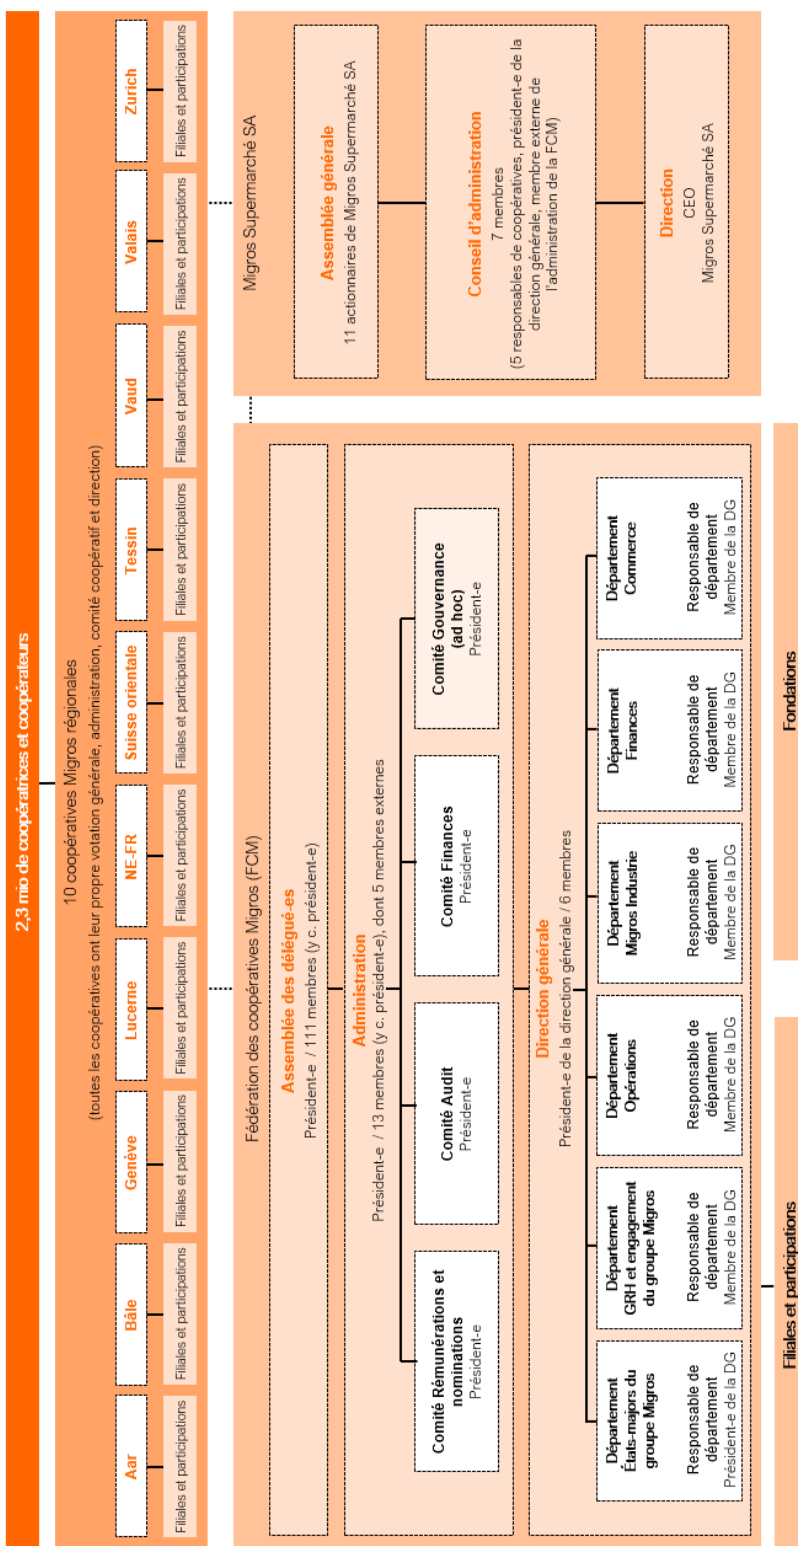 2,3 mio de coopératrices et coopérateurs
10 coopératives Migros régionales
(toutes les coopératives ont leur propre votation générale, administration, comité coopératif et direction)
Aar
Filiales et participations
Bâle
Filiales et participations
Genève
Filiales et participations
Lucerne
Filiales et participations
NE-FR
Filiales et participations
Suisse orientale
Filiales et participations
Tessin
Filiales et participations
Vaud
Filiales et participations
Valais
Filiales et participations
Zurich
Filiales et participations
Fédération des coopératives Migros (FCM)
Assemblée des délégué-es
Président-e / 111 membres (y c. président-e)
Administration
Président-e / 13 membres (y c. président-e), dont 5 membres externes
Comité Rémunérations et
nominations
Président-e
Comité Audit
Président-e
Comité Finances
Président-e
Comité Gouvernance
(ad hoc)
Président-e
Direction générale
Président-e de la direction générale / 6 membres
Département
États-majors du
groupe Migros
Responsable de
département
Président-e de la DG
Département
GRH et engagement
du groupe Migros
Responsable de
département
Membre de la DG
Département
Opérations
Responsable de
département
Membre de la DG
Département
Migros Industrie
Responsable de
département
Membre de la DG
Département
Finances
Responsable de
département
Membre de la DG
Département
Commerce
Responsable de
département
Membre de la DG
Migros Supermarché SA
Assemblée générale
11 actionnaires de Migros Supermarché SA
Conseil d'administration
7 membres
(5 responsables de coopératives, président-e de la
direction générale, membre externe de
l'administration de la FCM)
Direction
CEO
Migros Supermarché SA
Filiales et participations
Fondations